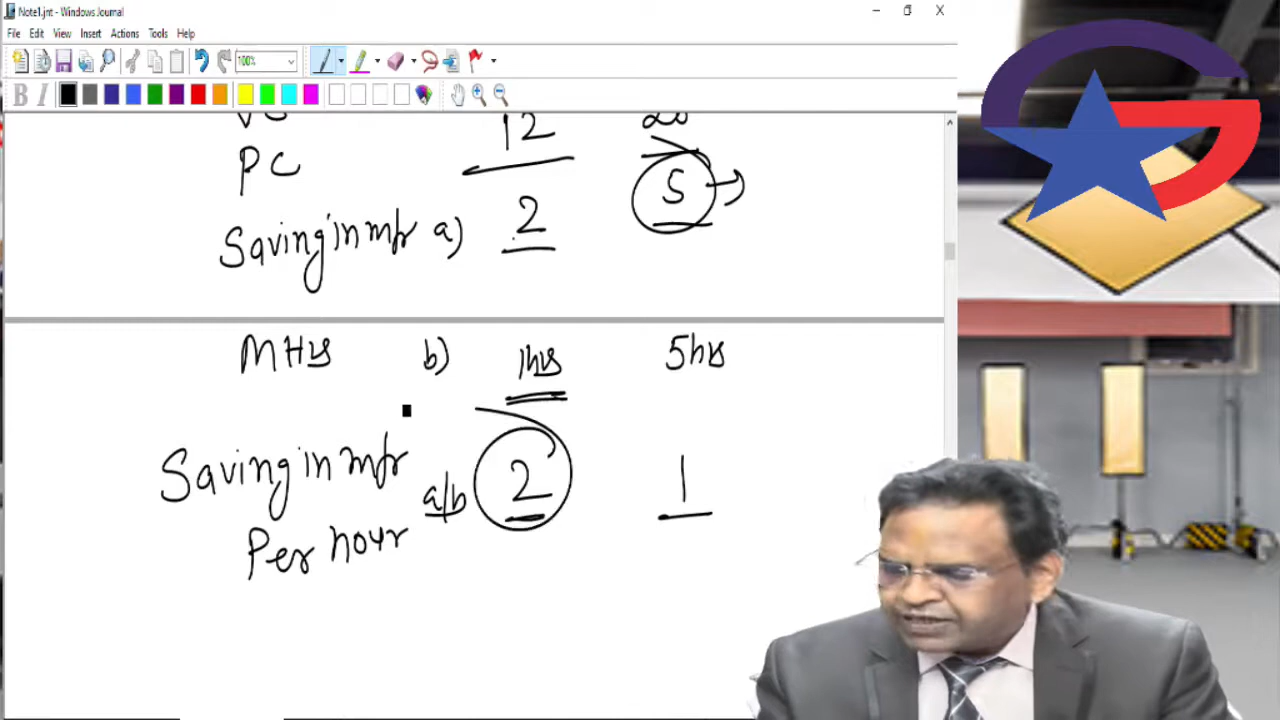 Note1.jnt - Windows Journal
File Edit View Insert Actions Tools Help
100%
B I
12
PC
5
Saving in mfr a) 2
MHrs b) 1hrs 5hrs
Saving in mfr
a/b 2 1
Per hour